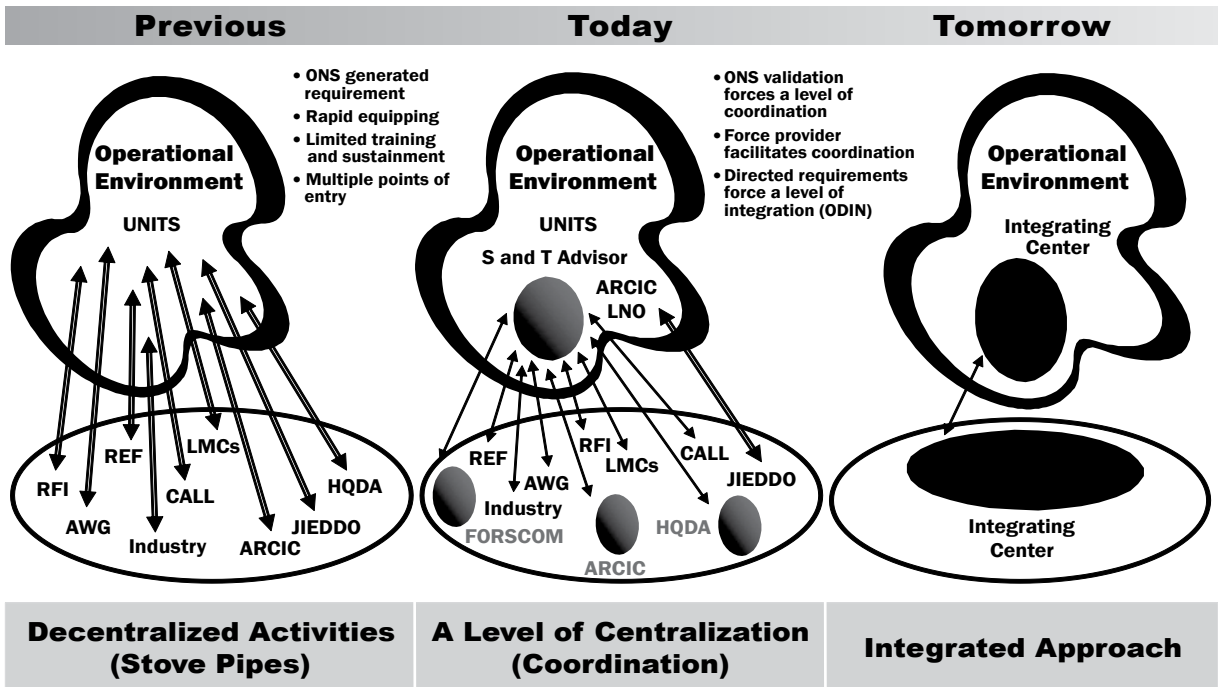 Previous
Today
Tomorrow
Operational
Environment
UNITS
• ONS generated
requirement
• Rapid equipping
• Limited training
and sustainment
• Multiple points of
entry
RFI
AWG
REF
Industry
CALL
LMCs
ARCIC
JIEDDO
HQDA
Operational
Environment
UNITS
S and T Advisor
ARCIC
LNO
• ONS validation
forces a level of
coordination
• Force provider
facilitates coordination
• Directed requirements
force a level of
integration (ODIN)
REF
AWG
Industry
FORSCOM
RFI
LMCs
ARCIC
CALL
HQDA
JIEDDO
Operational
Environment
Integrating
Center
Integrating
Center
Decentralized Activities
(Stove Pipes)
A Level of Centralization
(Coordination)
Integrated Approach